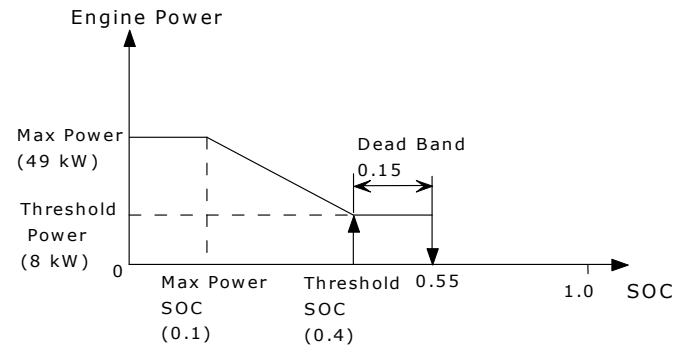 Engine Power
Max Power
(49 kW)
Dead Band
0.15
Threshold
Power
(8 kW)
0
Max Power
SOC
(0.1)
Threshold
SOC
(0.4)
0.55
1.0
SOC